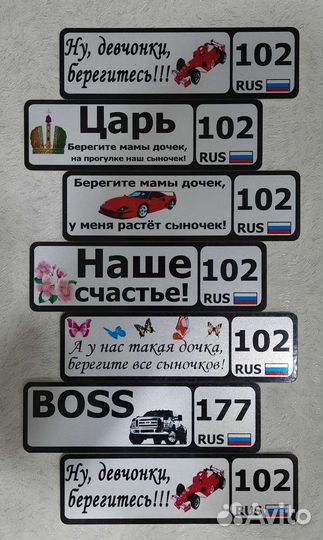 Ну, девчонки,
берегитесь!!!
102
RUS
Царь
Берегите мамы дочек,
на прогулке наш сыночек!
102
RUS
Берегите мамы дочек,
у меня растёт сыночек!
102
RUS
Наше
счастье!
102
RUS
А у нас такая дочка,
берегите все сыночков!
102
RUS
BOSS
177
RUS
Ну, девчонки,
берегитесь!!!
102
RUS
Avito